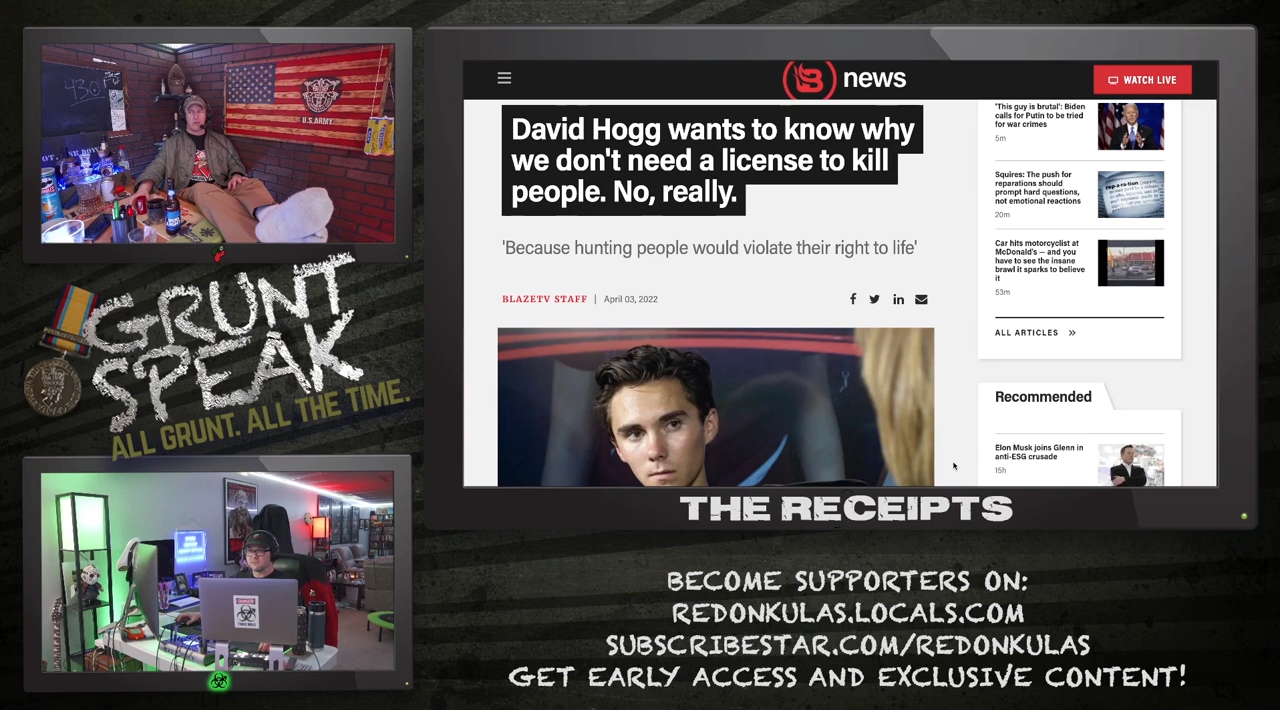 U.S. ARMY
GRUNT
SPEAK
ALL GRUNT. ALL THE TIME.
news
WATCH LIVE
David Hogg wants to know why
we don't need a license to kill
people. No, really.
'Because hunting people would violate their right to life'
BLAZETV STAFF | April 03, 2022
'This guy is brutal': Biden
calls for Putin to be tried
for war crimes
5m
Squires: The push for
reparations should
prompt hard questions,
not emotional reactions
20m
Car hits motorcyclist at
McDonald's — and you
have to see the insane
brawl it sparks to believe
it
53m
ALL ARTICLES »
Recommended
Elon Musk joins Glenn in
anti-ESG crusade
15h
THE RECEIPTS
BECOME SUPPORTERS ON:
REDONKULAS.LOCALS.COM
SUBSCRIBESTAR.COM/REDONKULAS
GET EARLY ACCESS AND EXCLUSIVE CONTENT!